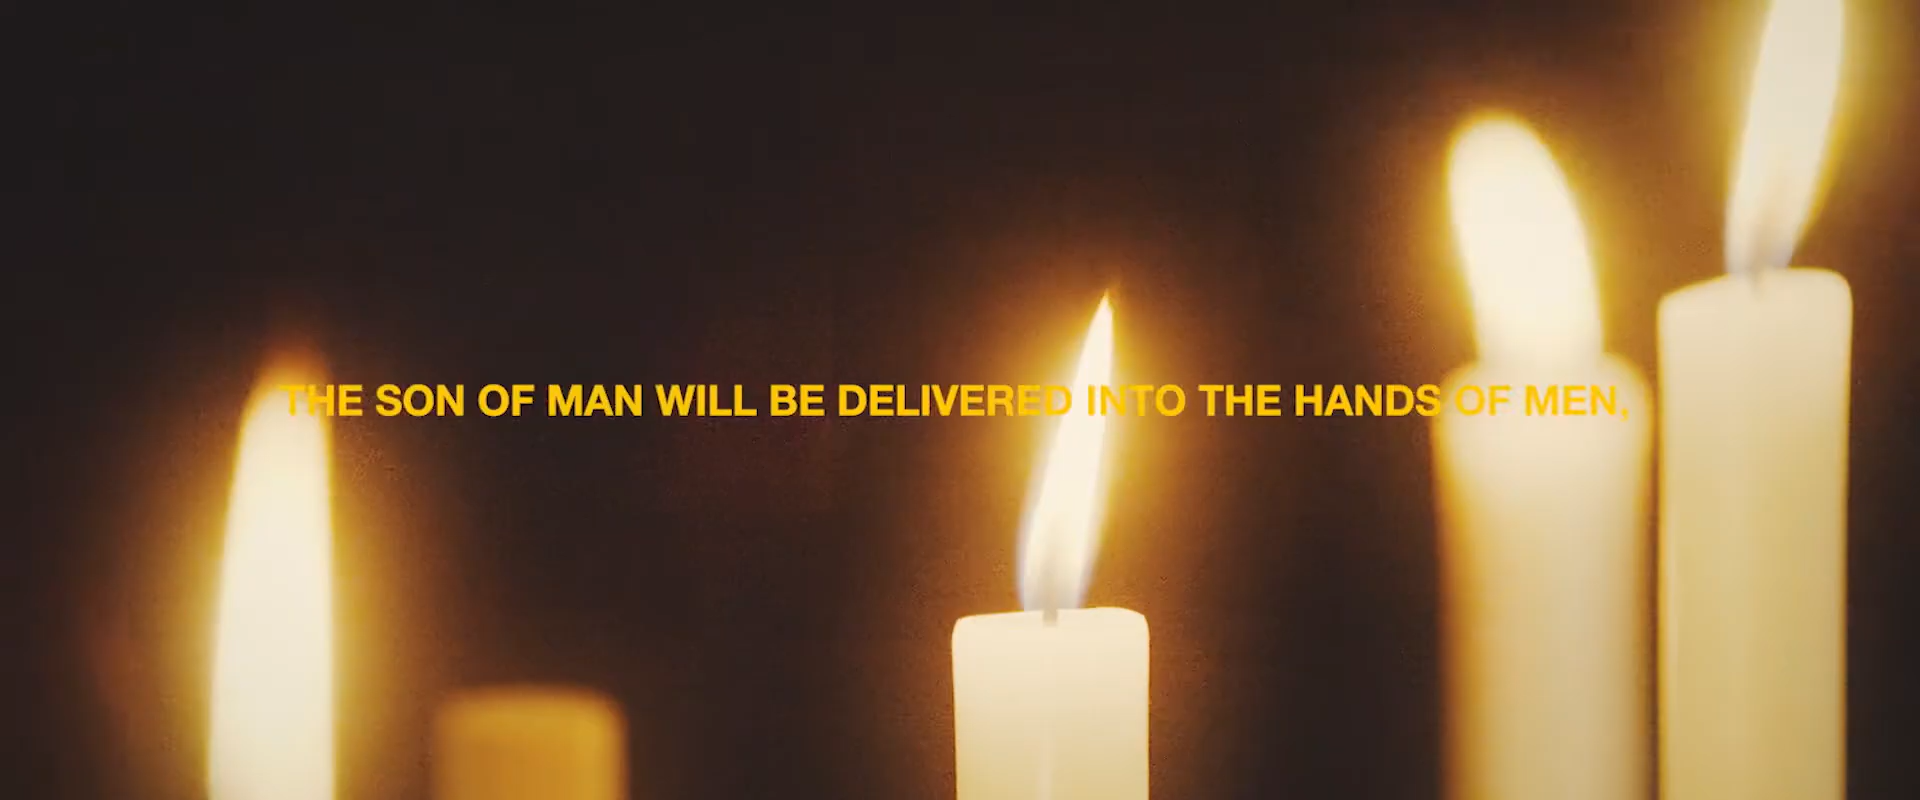 THE SON OF MAN WILL BE DELIVERED INTO THE HANDS OF MEN,